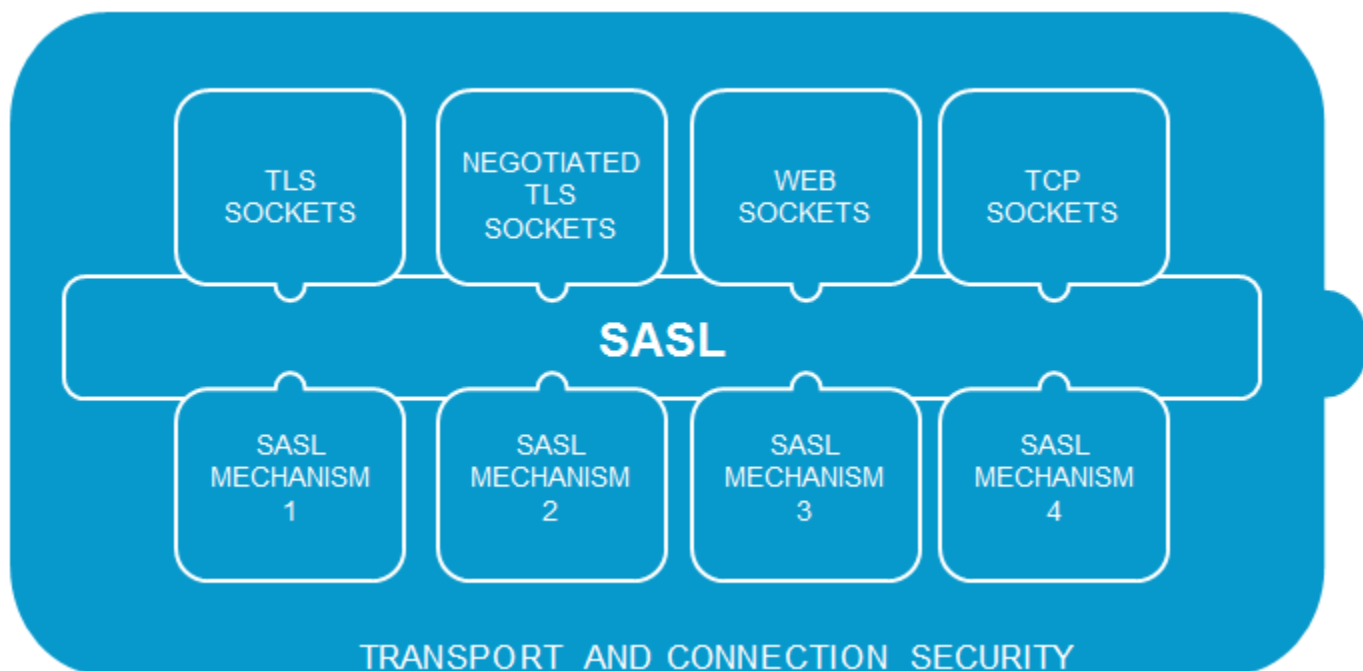 TLS
SOCKETS
NEGOTIATED
TLS
SOCKETS
WEB
SOCKETS
TCP
SOCKETS
SASL
SASL
MECHANISM
1
SASL
MECHANISM
2
SASL
MECHANISM
3
SASL
MECHANISM
4
TRANSPORT AND CONNECTION SECURITY